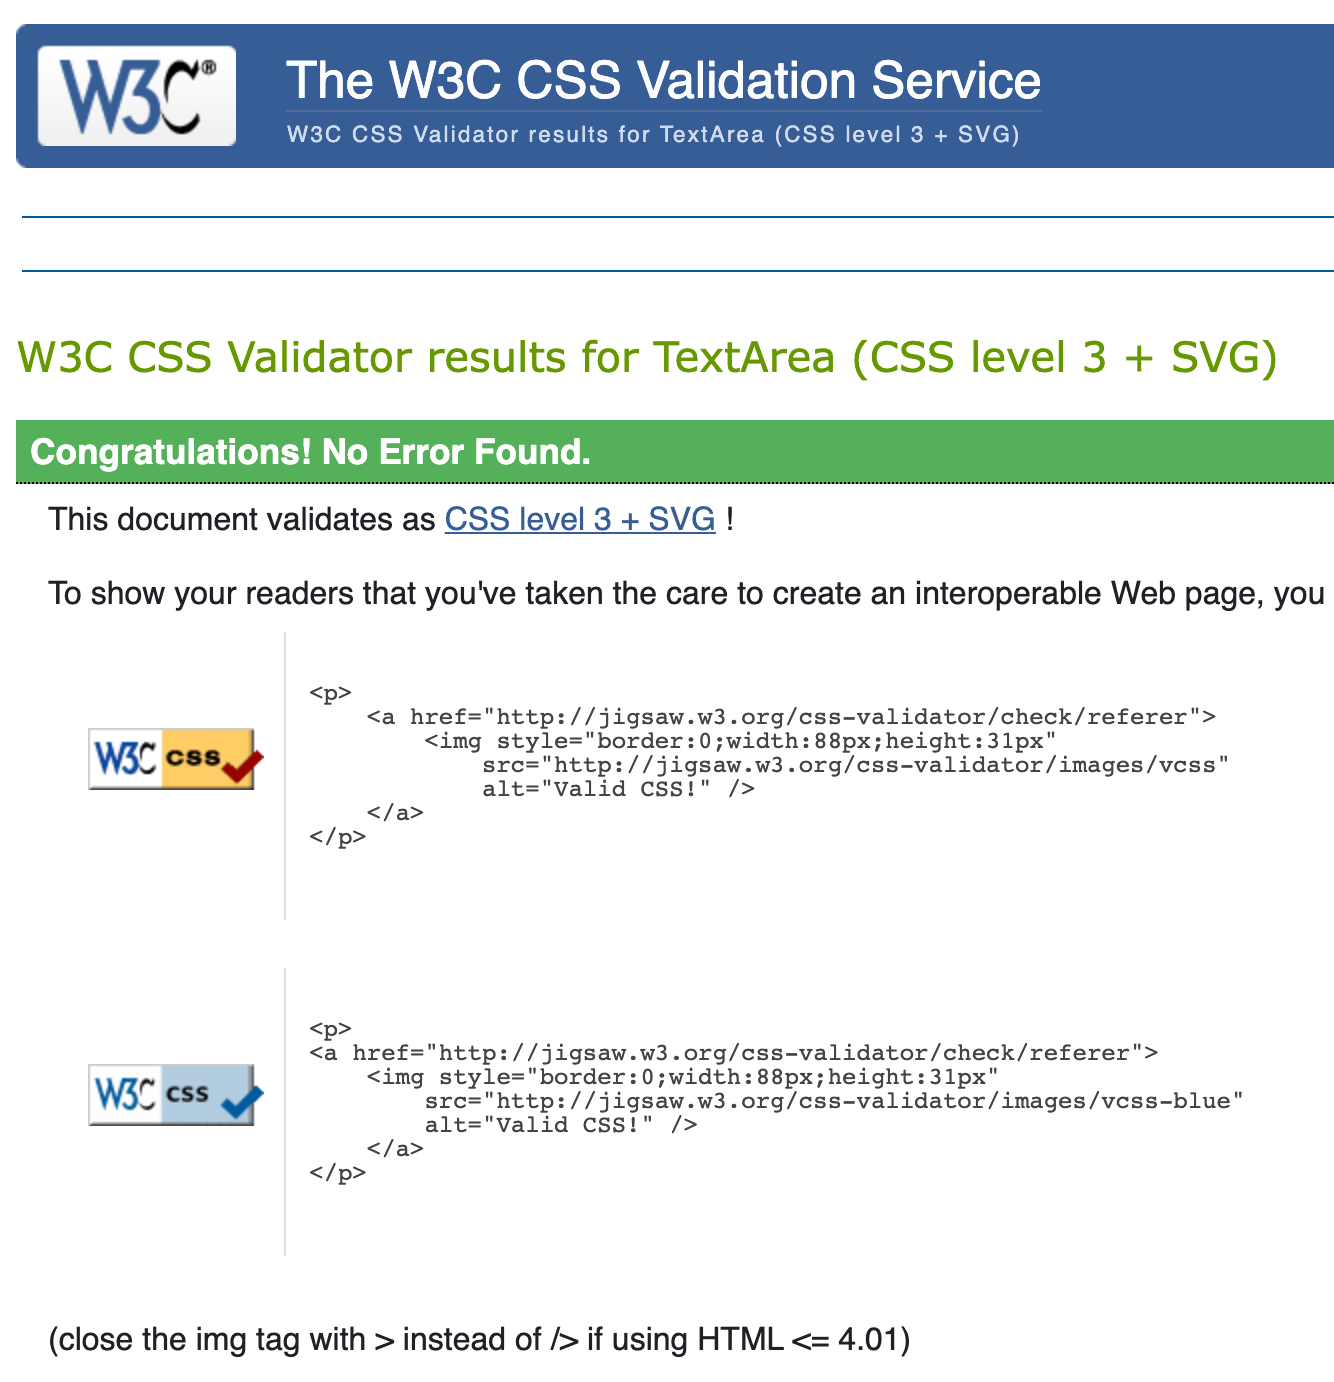 W3C®
The W3C CSS Validation Service
W3C CSS Validator results for TextArea (CSS level 3 + SVG)
W3C CSS Validator results for TextArea (CSS level 3 + SVG)
Congratulations! No Error Found.
This document validates as CSS level 3 + SVG !
To show your readers that you've taken the care to create an interoperable Web page, you
W3C css
<p>
    <a href="http://jigsaw.w3.org/css-validator/check/referer">
        <img style="border:0;width:88px;height:31px"
            src="http://jigsaw.w3.org/css-validator/images/vcss"
            alt="Valid CSS!" />
    </a>
</p>
W3C css
<p>
<a href="http://jigsaw.w3.org/css-validator/check/referer">
    <img style="border:0;width:88px;height:31px"
        src="http://jigsaw.w3.org/css-validator/images/vcss-blue"
        alt="Valid CSS!" />
    </a>
</p>
(close the img tag with > instead of /> if using HTML <= 4.01)